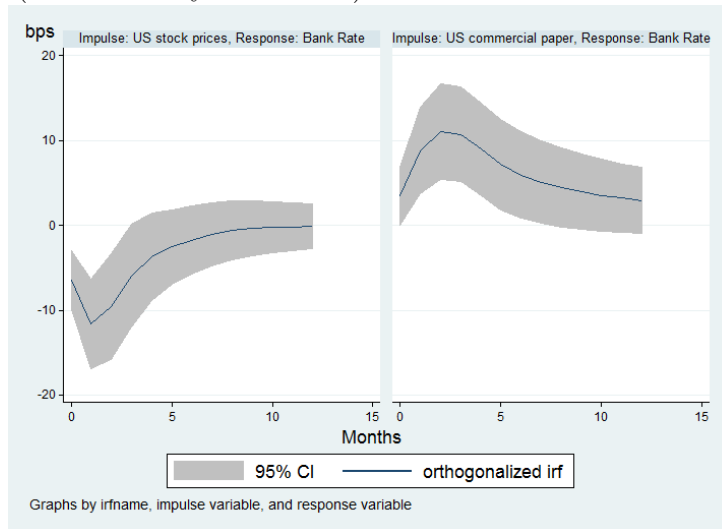 bps
Impulse: US stock prices, Response: Bank Rate
Impulse: US commercial paper, Response: Bank Rate
20
10
0
-10
-20
0
5
10
15
0
5
10
15
Months
95% CI
orthogonalized irf
Graphs by irfname, impulse variable, and response variable